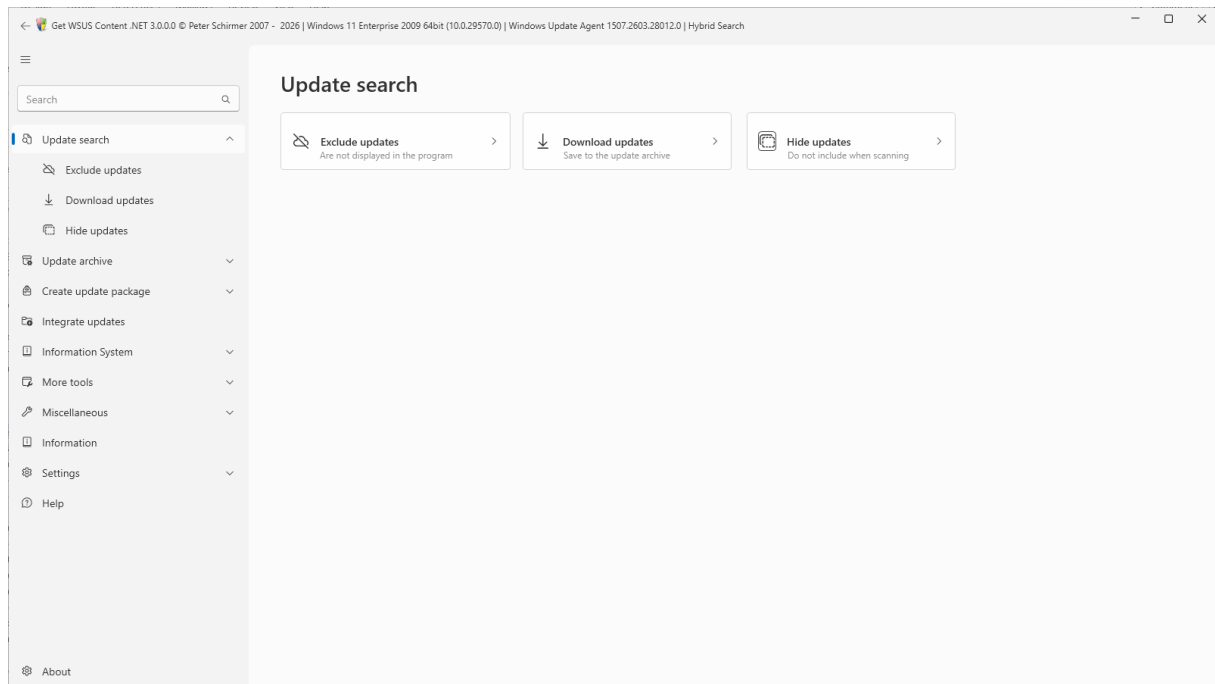 Get WSUS Content .NET 3.0.0.0 © Peter Schirmer 2007 - 2026 | Windows 11 Enterprise 2009 64bit (10.0.29570.0) | Windows Update Agent 1507.2603.28012.0 | Hybrid Search
Search
Update search
Exclude updates
Download updates
Hide updates
Update archive
Create update package
Integrate updates
Information System
More tools
Miscellaneous
Information
Settings
Help
About
Update search
Exclude updates
Are not displayed in the program
Download updates
Save to the update archive
Hide updates
Do not include when scanning